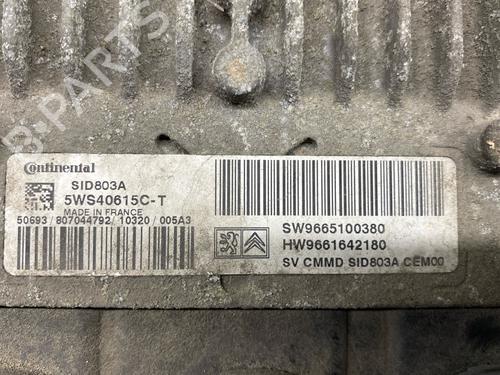 Continental
SID803A
5WS40615C-T
MADE IN FRANCE
50693 / 807044792 / 10320 / 005A3
SW9665100380
HW9661642180
SV CMMD SID803A CEM00
B-PARTS